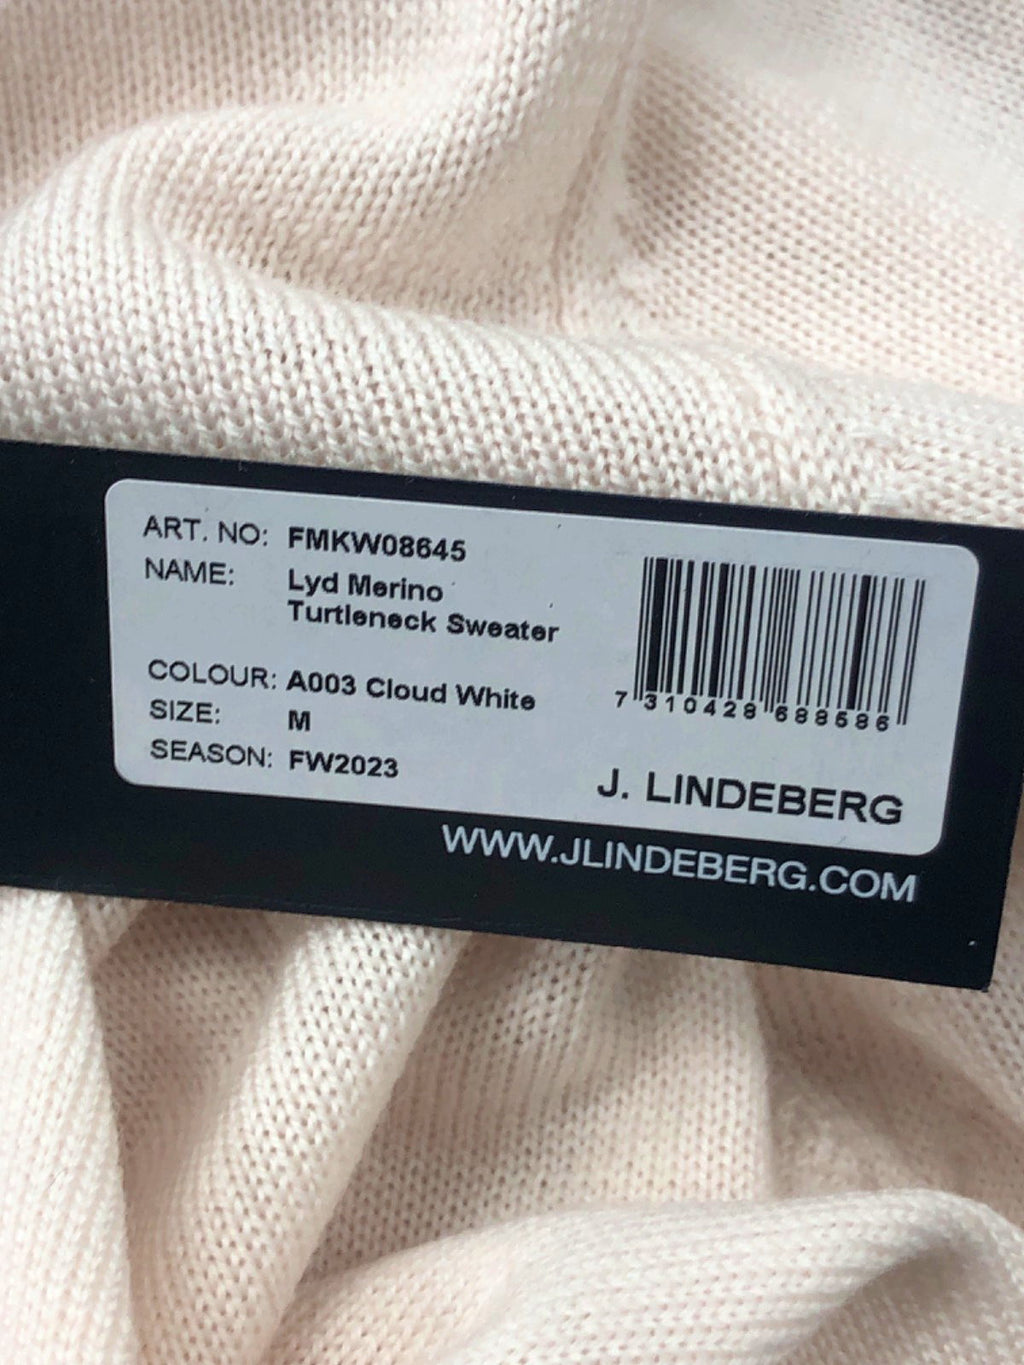 ART. NO: FMKW08645
NAME: Lyd Merino
Turtleneck Sweater
COLOUR: A003 Cloud White
SIZE: M
SEASON: FW2023
7 310428 688586
J. LINDEBERG
WWW.JLINDEBERG.COM